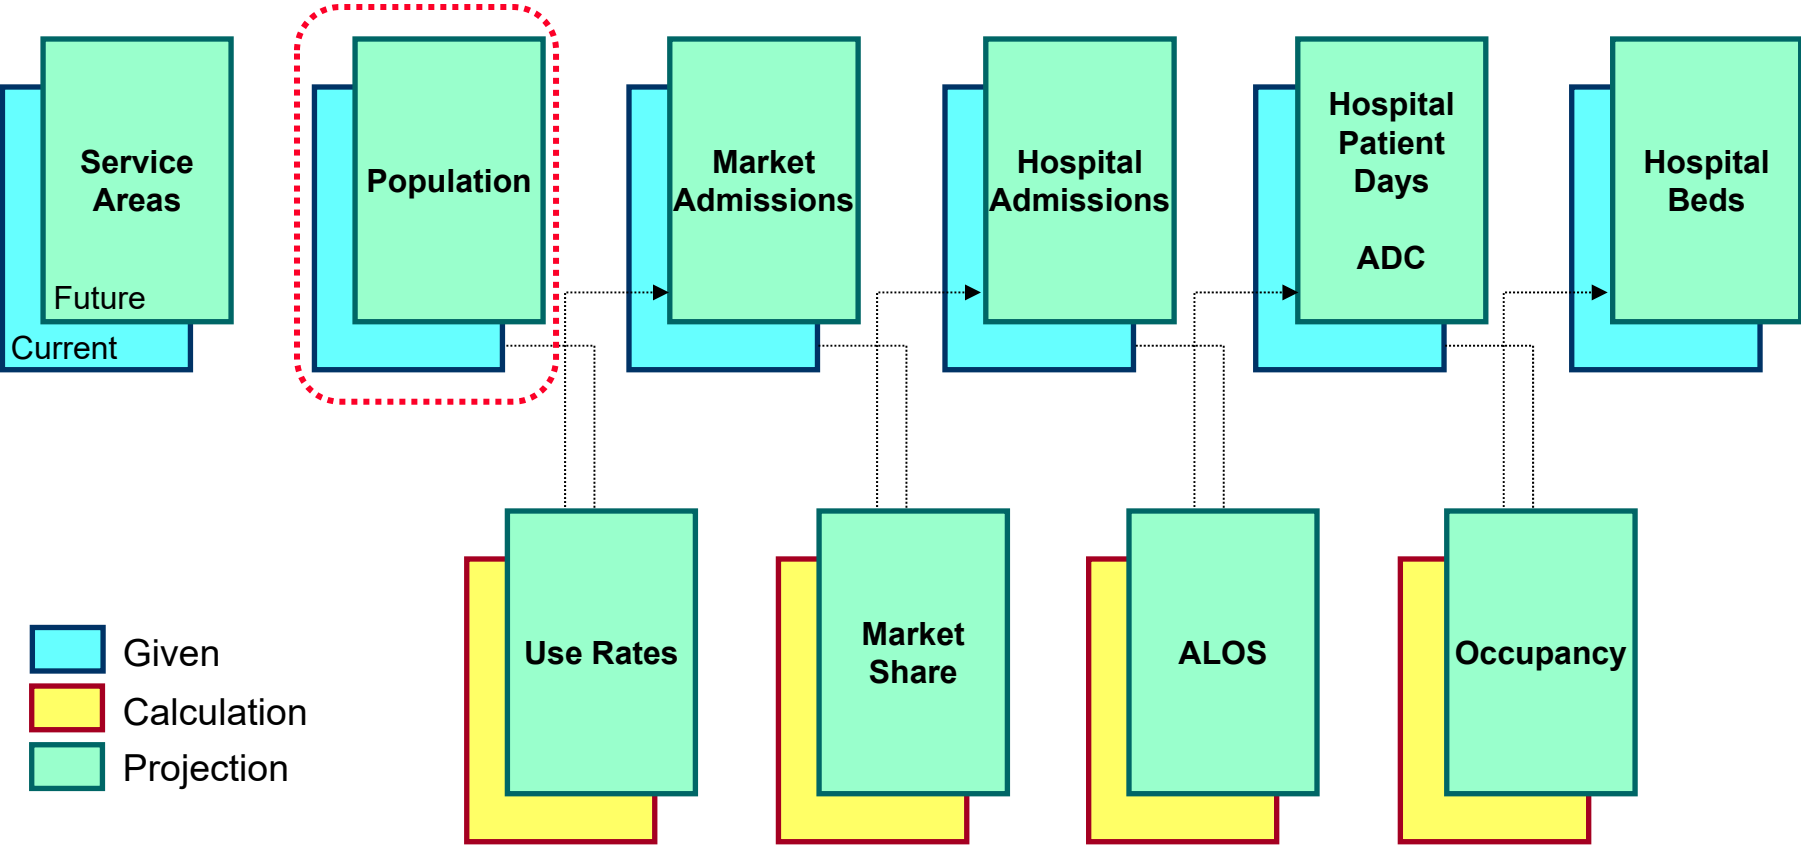 Service
Areas
Future
Current
Population
Market
Admissions
Hospital
Admissions
Hospital
Patient
Days
ADC
Hospital
Beds
Use Rates
Market
Share
ALOS
Occupancy
Given
Calculation
Projection